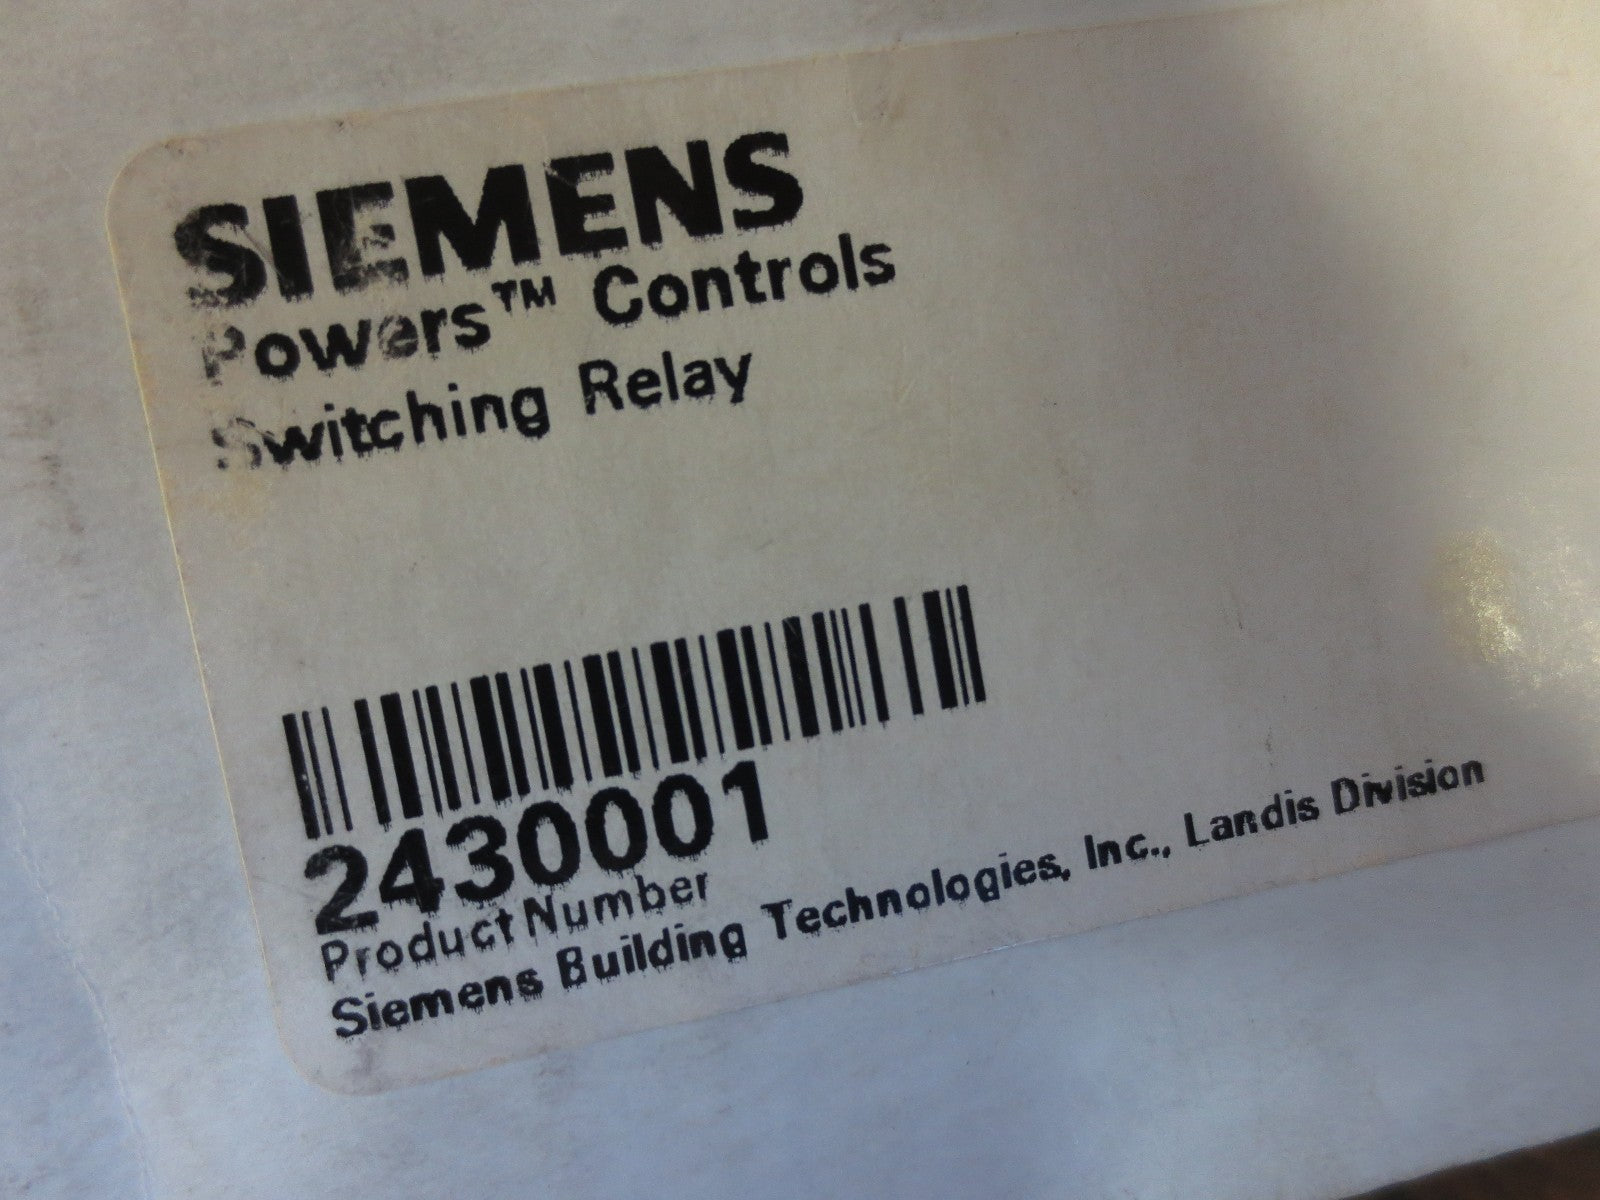 SIEMENS
Powers™ Controls
Switching Relay
2430001
Product Number
Siemens Building Technologies, Inc., Landis Division